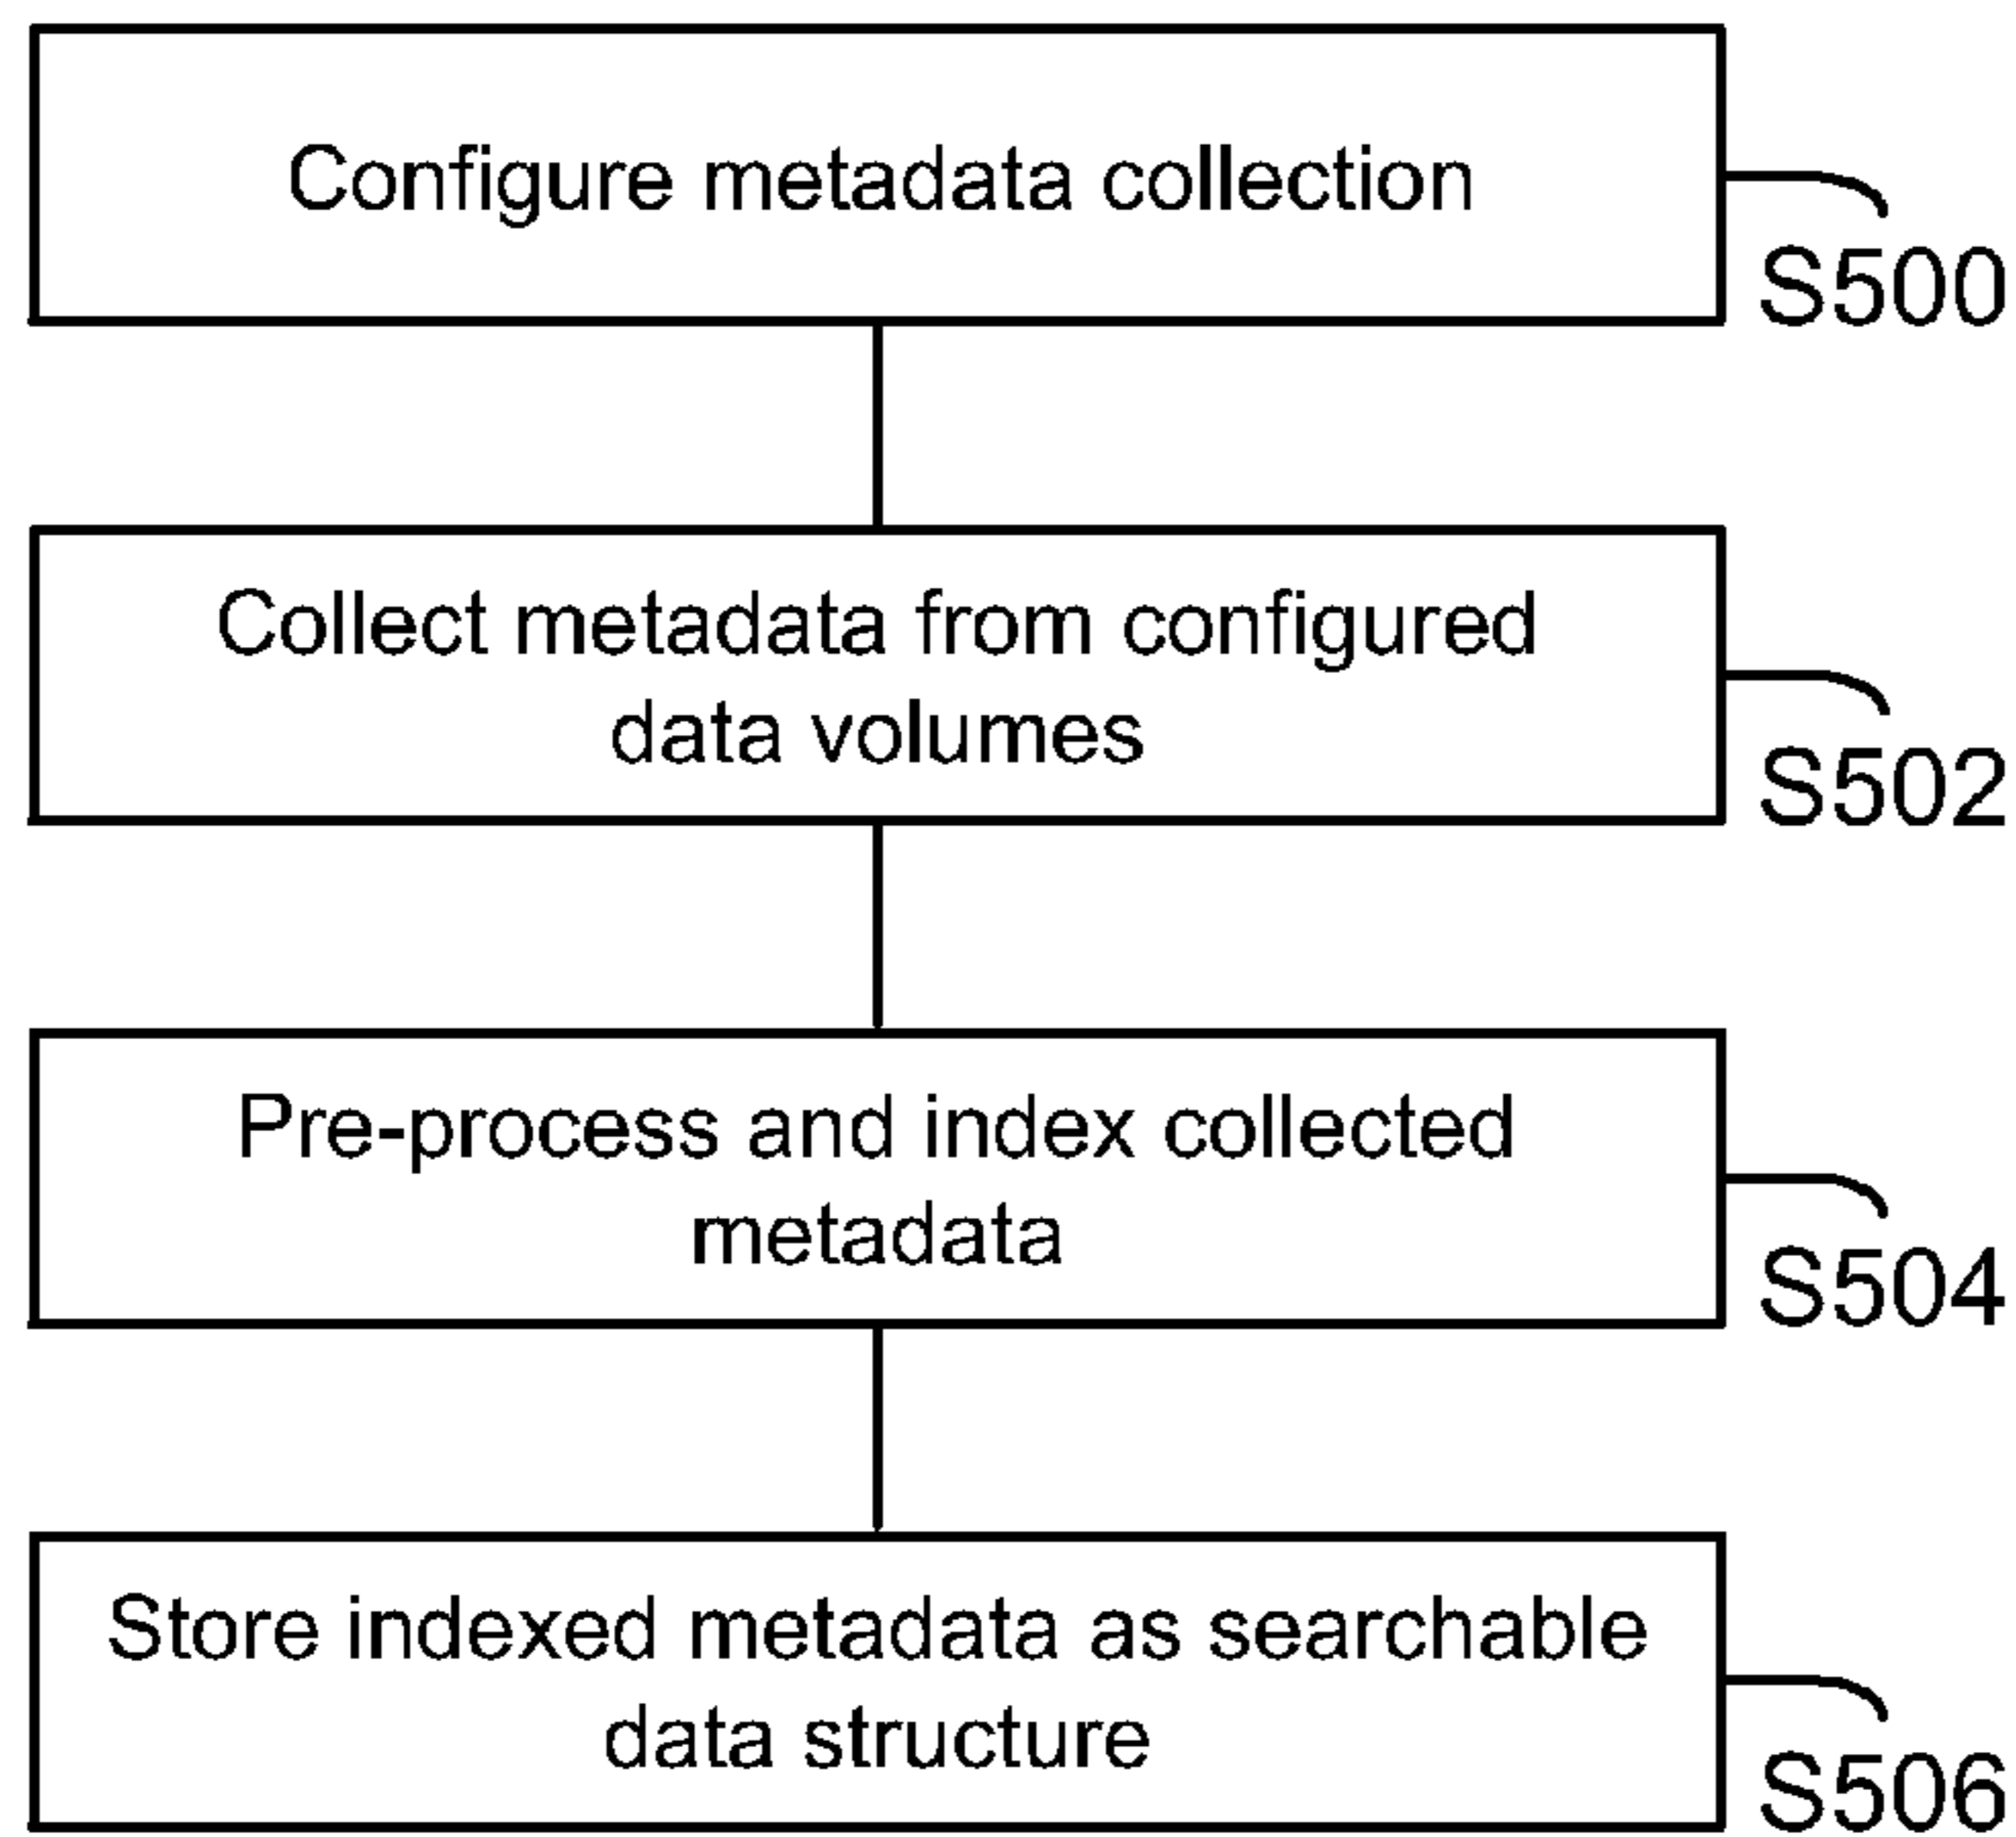 Configure metadata collection
S500
Collect metadata from configured
data volumes
S502
Pre-process and index collected
metadata
S504
Store indexed metadata as searchable
data structure
S506